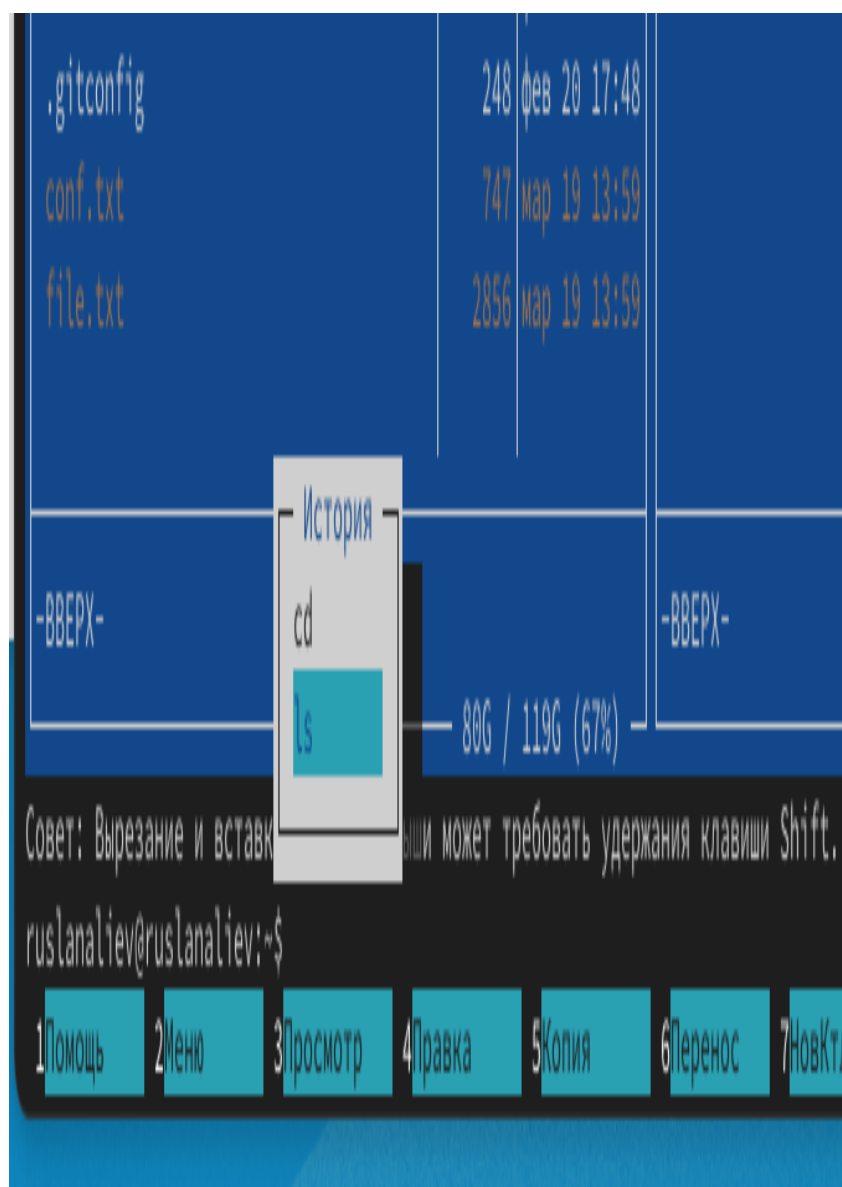 .gitconfig 248 фев 20 17:48
conf.txt 747 мар 19 13:59
file.txt 2856 мар 19 13:59
История
cd
-ВВЕРХ- -ВВЕРХ-
ls
80G / 119G (67%)
Совет: Вырезание и может требовать удержания клавиши Shift.
ruslanaliev@ruslanaliev:~$
1Помощь 2Меню 3Просмотр 4Правка 5Копия 6Перенос 7